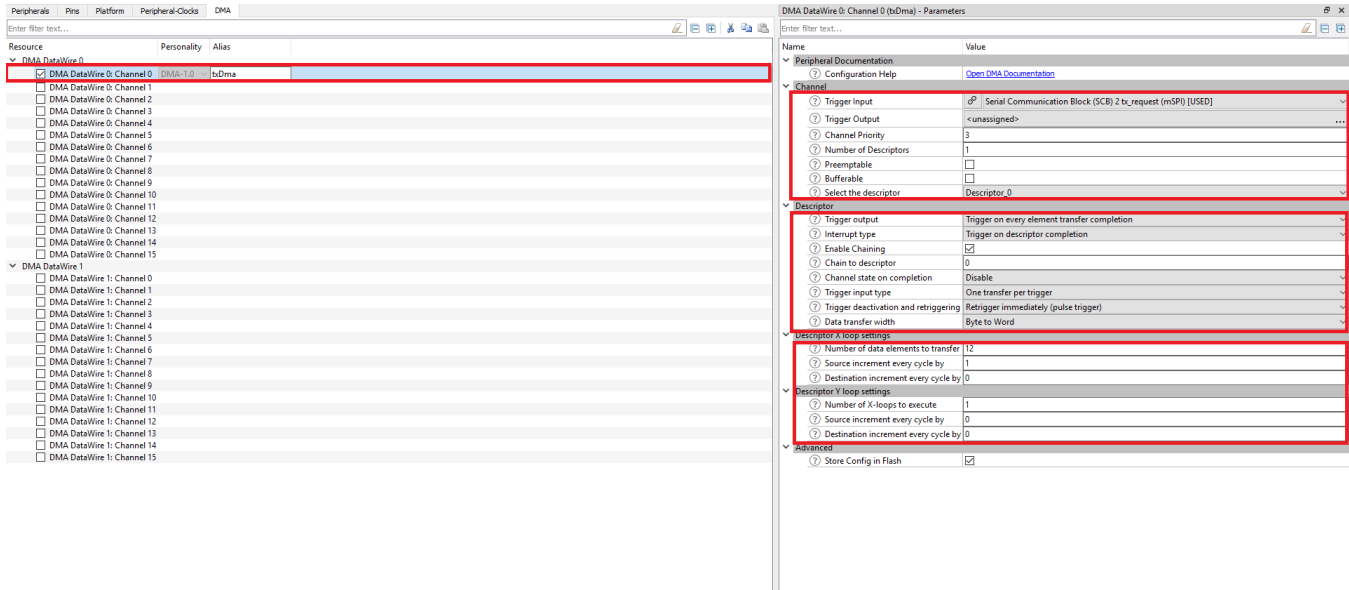 Peripherals Pins Platform Peripheral-Clocks DMA
Enter filter text...
Resource Personality Alias
DMA DataWire 0
DMA DataWire 0: Channel 0 DMA-1.0 txDma
DMA DataWire 0: Channel 1
DMA DataWire 0: Channel 2
DMA DataWire 0: Channel 3
DMA DataWire 0: Channel 4
DMA DataWire 0: Channel 5
DMA DataWire 0: Channel 6
DMA DataWire 0: Channel 7
DMA DataWire 0: Channel 8
DMA DataWire 0: Channel 9
DMA DataWire 0: Channel 10
DMA DataWire 0: Channel 11
DMA DataWire 0: Channel 12
DMA DataWire 0: Channel 13
DMA DataWire 0: Channel 14
DMA DataWire 0: Channel 15
DMA DataWire 1
DMA DataWire 1: Channel 0
DMA DataWire 1: Channel 1
DMA DataWire 1: Channel 2
DMA DataWire 1: Channel 3
DMA DataWire 1: Channel 4
DMA DataWire 1: Channel 5
DMA DataWire 1: Channel 6
DMA DataWire 1: Channel 7
DMA DataWire 1: Channel 8
DMA DataWire 1: Channel 9
DMA DataWire 1: Channel 10
DMA DataWire 1: Channel 11
DMA DataWire 1: Channel 12
DMA DataWire 1: Channel 13
DMA DataWire 1: Channel 14
DMA DataWire 1: Channel 15
DMA DataWire 0: Channel 0 (txDma) - Parameters
Enter filter text...
Name Value
Peripheral Documentation
Configuration Help Open DMA Documentation
Channel
Trigger Input Serial Communication Block (SCB) 2 tx_request (mSPI) [USED]
Trigger Output <unassigned> ...
Channel Priority 3
Number of Descriptors 1
Preemptable
Bufferable
Select the descriptor Descriptor_0
Descriptor
Trigger output Trigger on every element transfer completion
Interrupt type Trigger on descriptor completion
Enable Chaining
Chain to descriptor 0
Channel state on completion Disable
Trigger input type One transfer per trigger
Trigger deactivation and retriggering Retrigger immediately (pulse trigger)
Data transfer width Byte to Word
Descriptor X loop settings
Number of data elements to transfer 12
Source increment every cycle by 1
Destination increment every cycle by 0
Descriptor Y loop settings
Number of X-loops to execute 1
Source increment every cycle by 0
Destination increment every cycle by 0
Advanced
Store Config in Flash